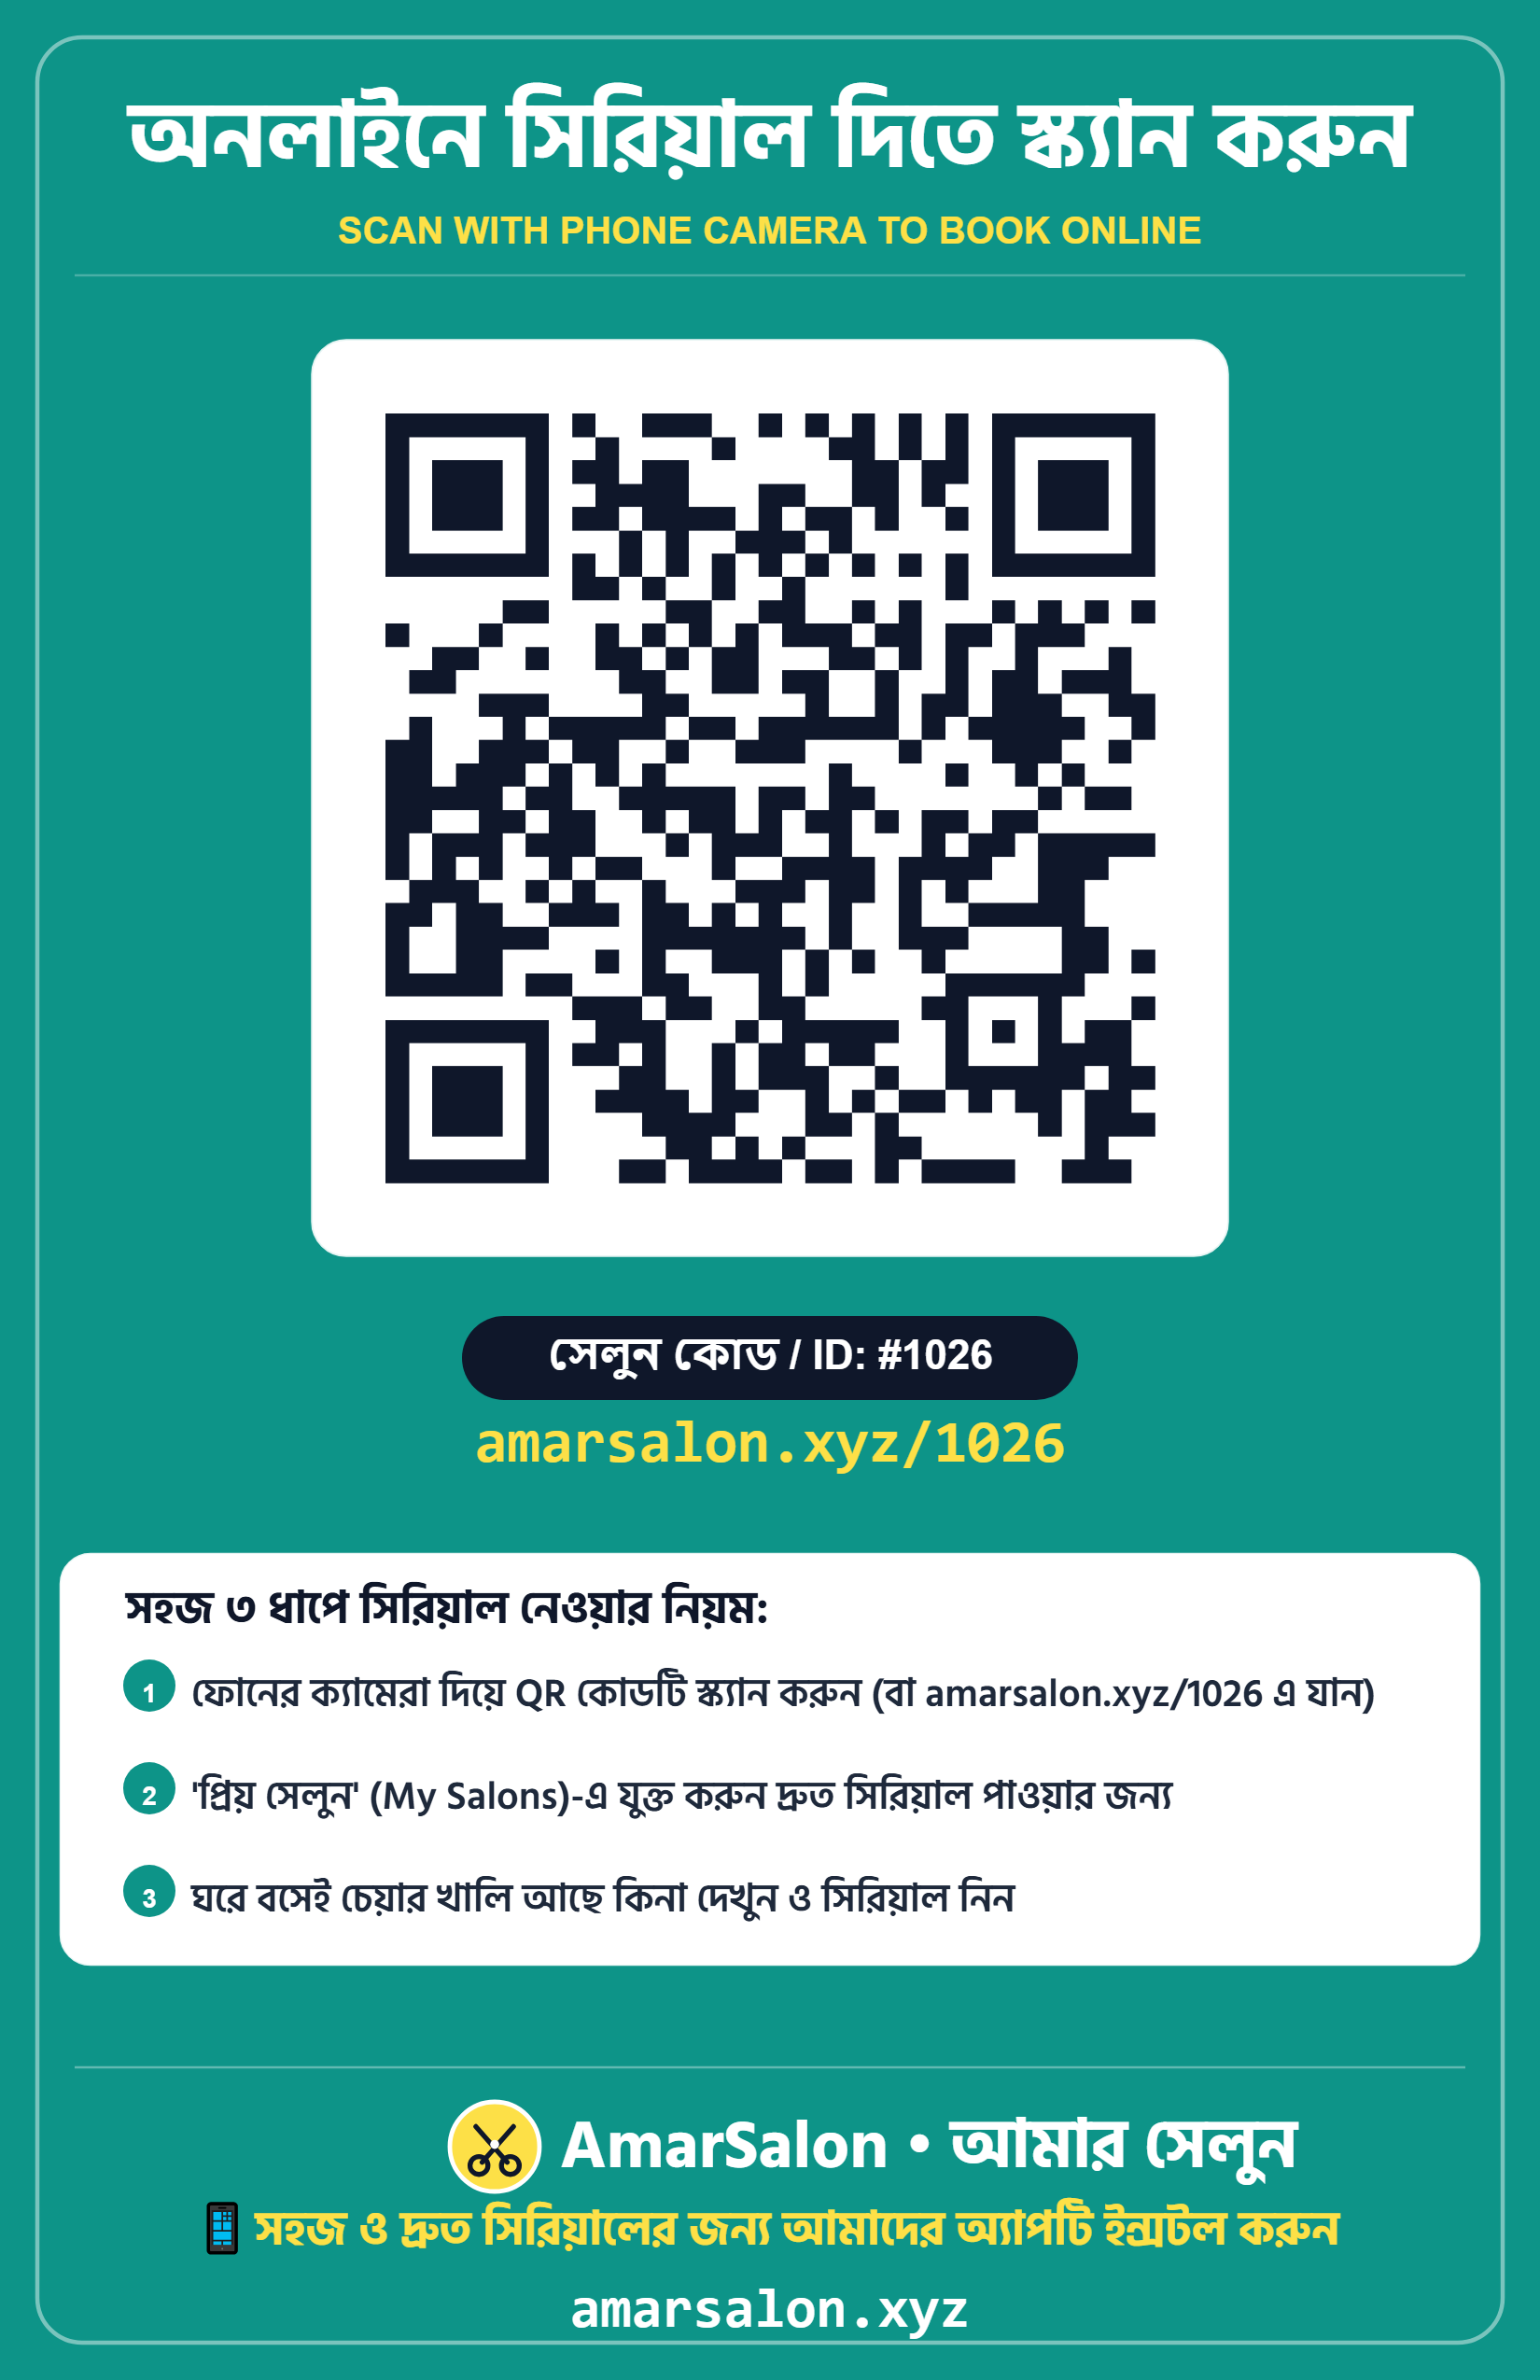 অনলাইনে সিরিয়াল দিতে স্ক্যান করুন
SCAN WITH PHONE CAMERA TO BOOK ONLINE
সেলুন কোড / ID: #1026
amarsalon.xyz/1026
সহজ ৩ ধাপে সিরিয়াল নেওয়ার নিয়ম:
1 ফোনের ক্যামেরা দিয়ে QR কোডটি স্ক্যান করুন (বা amarsalon.xyz/1026 এ যান)
2 'প্রিয় সেলুন' (My Salons)-এ যুক্ত করুন দ্রুত সিরিয়াল পাওয়ার জন্য
3 ঘরে বসেই চেয়ার খালি আছে কিনা দেখুন ও সিরিয়াল নিন
AmarSalon • আমার সেলুন
সহজ ও দ্রুত সিরিয়ালের জন্য আমাদের অ্যাপটি ইন্সটল করুন
amarsalon.xyz